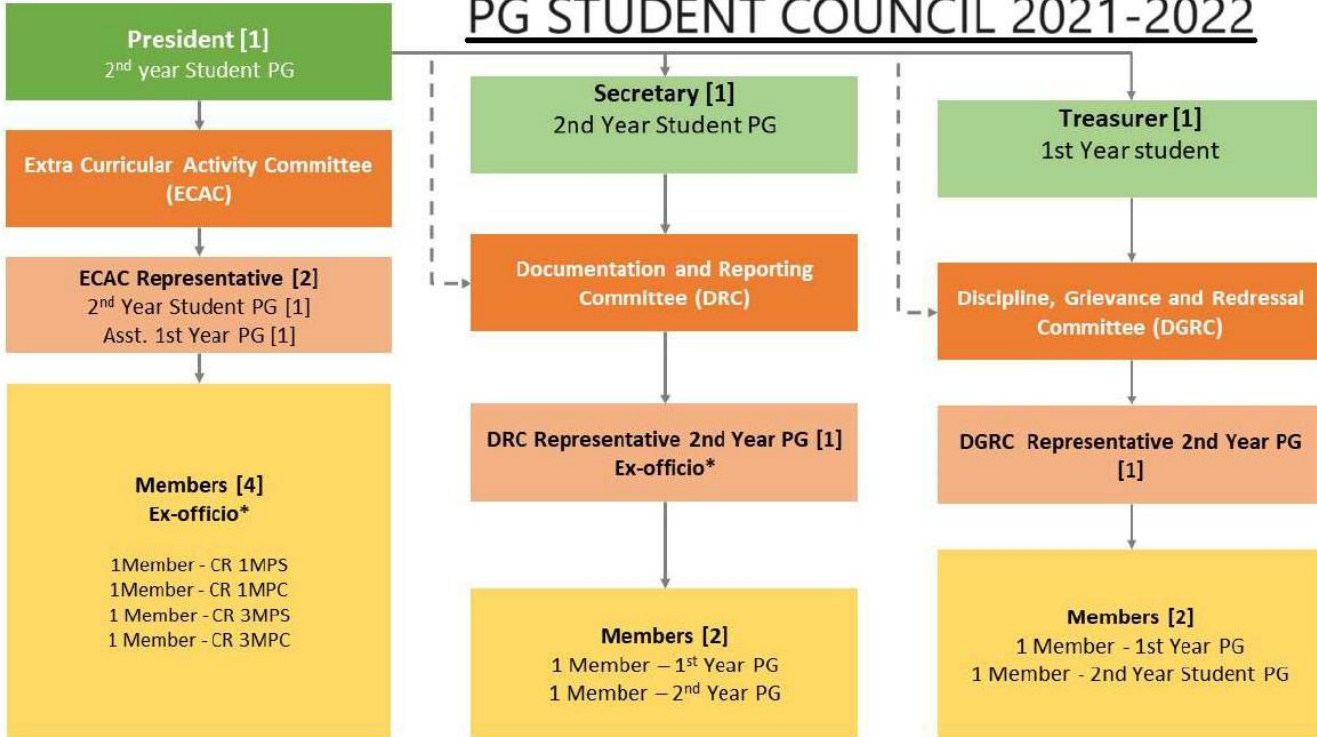 PG STUDENT COUNCIL 2021-2022
President [1]
2nd year Student PG
Extra Curricular Activity Committee
(ECAC)
ECAC Representative [2]
2nd Year Student PG [1]
Asst. 1st Year PG [1]
Members [4]
Ex-officio*
1Member - CR 1MPS
1Member - CR 1MPC
1 Member - CR 3MPS
1 Member - CR 3MPC
Secretary [1]
2nd Year Student PG
Documentation and Reporting
Committee (DRC)
DRC Representative 2nd Year PG [1]
Ex-officio*
Members [2]
1 Member – 1st Year PG
1 Member – 2nd Year PG
Treasurer [1]
1st Year student
Discipline, Grievance and Redressal
Committee (DGRC)
DGRC Representative 2nd Year PG
[1]
Members [2]
1 Member - 1st Year PG
1 Member - 2nd Year Student PG